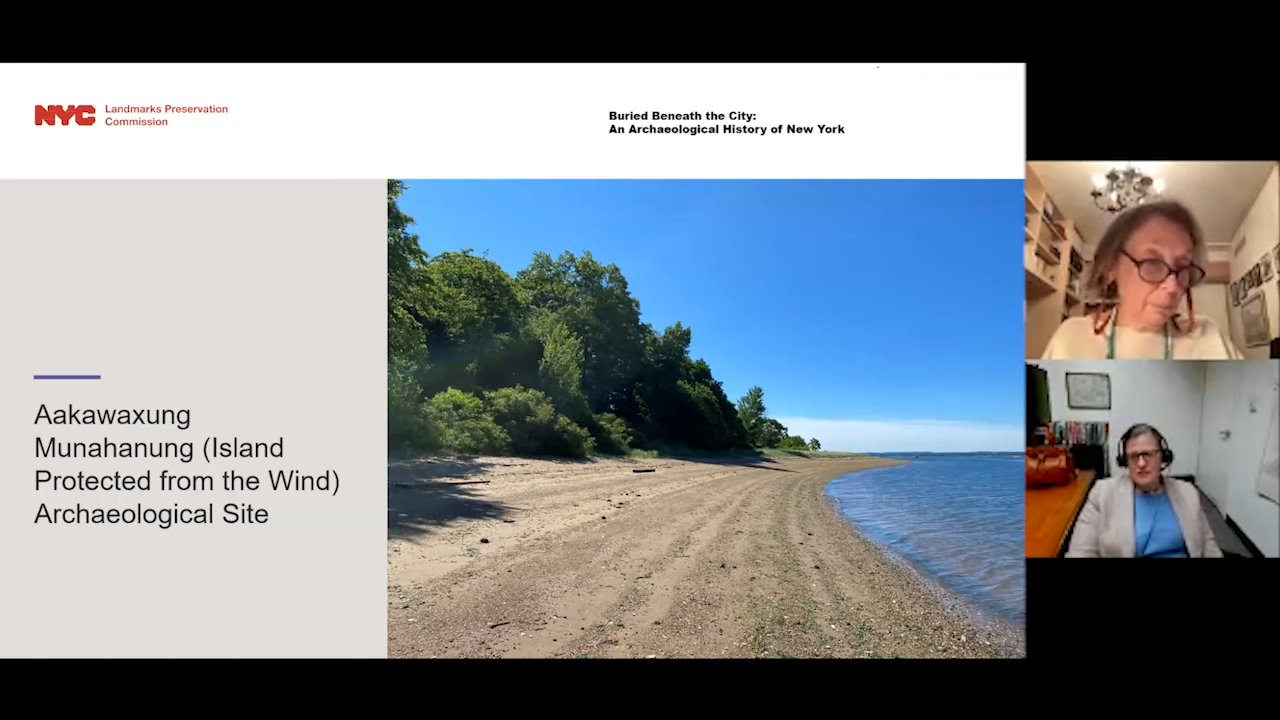 NYC
Landmarks Preservation
Commission
Buried Beneath the City:
An Archaeological History of New York
Aakawaxung
Munahanung (Island
Protected from the Wind)
Archaeological Site